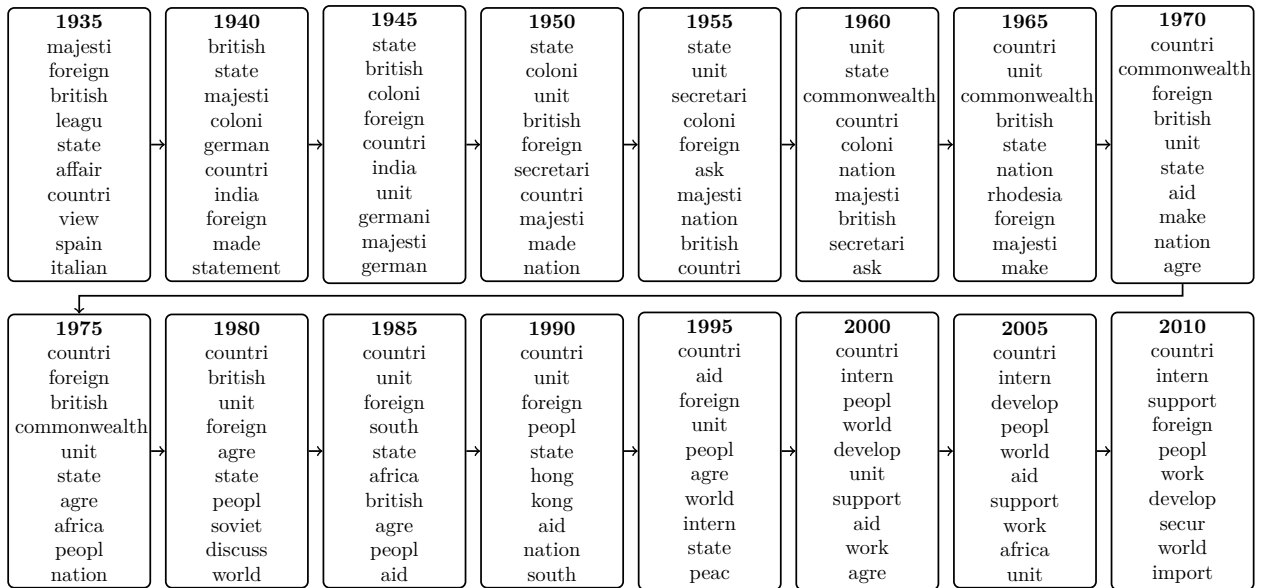 1935
majesti
foreign
british
leagu
state
affair
countri
view
spain
italian
1940
british
state
majesti
coloni
german
countri
india
foreign
made
statement
1945
state
british
coloni
foreign
countri
india
unit
germani
majesti
german
1950
state
coloni
unit
british
foreign
secretari
countri
majesti
made
nation
1955
state
unit
secretari
coloni
foreign
ask
majesti
nation
british
countri
1960
unit
state
commonwealth
countri
coloni
nation
majesti
british
secretari
ask
1965
countri
unit
commonwealth
british
state
nation
rhodesia
foreign
majesti
make
1970
countri
commonwealth
foreign
british
unit
state
aid
make
nation
agre
1975
countri
foreign
british
commonwealth
unit
state
agre
africa
peopl
nation
1980
countri
british
unit
foreign
agre
state
peopl
soviet
discuss
world
1985
countri
unit
foreign
south
state
africa
british
agre
peopl
aid
1990
countri
unit
foreign
peopl
state
hong
kong
aid
nation
south
1995
countri
aid
foreign
unit
peopl
agre
world
intern
state
peac
2000
countri
intern
peopl
world
develop
unit
support
aid
work
agre
2005
countri
intern
develop
peopl
world
aid
support
work
africa
unit
2010
countri
intern
support
foreign
peopl
work
develop
secur
world
import